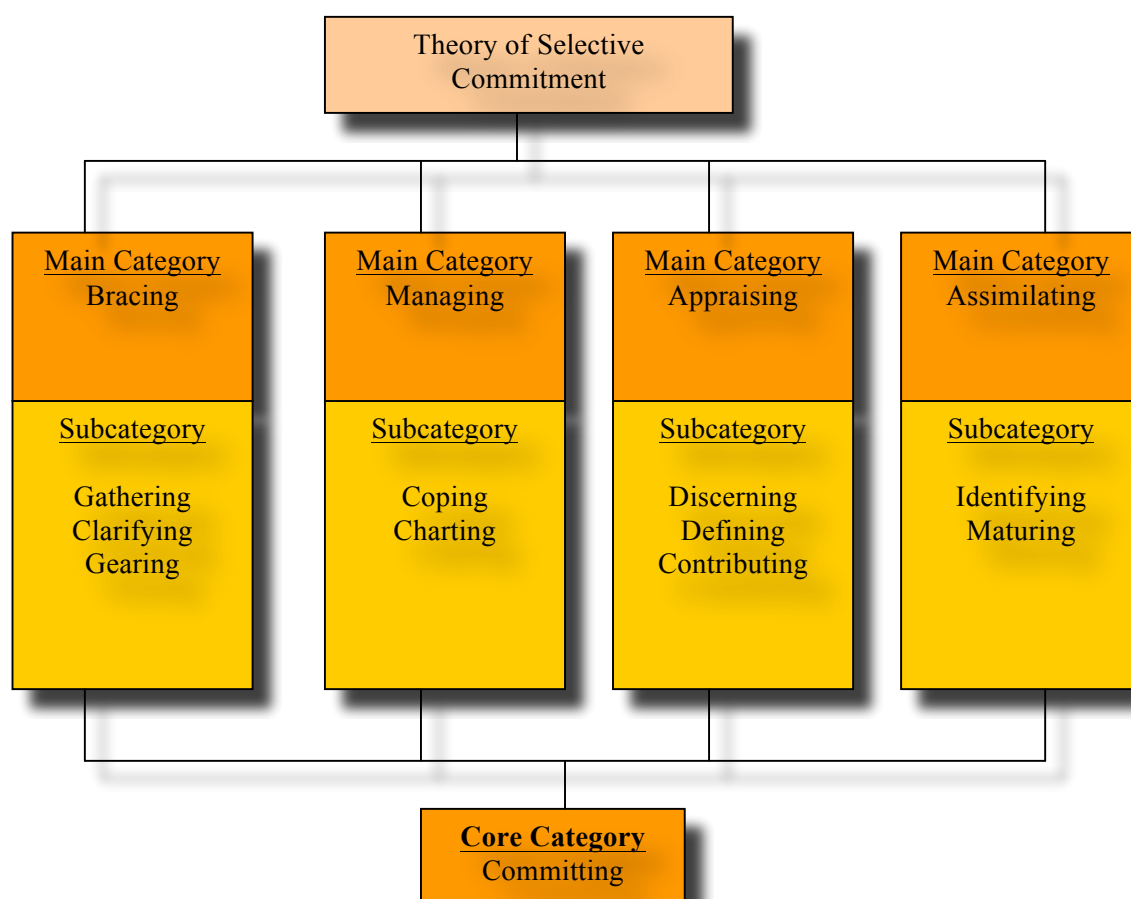 Theory of Selective
Commitment
Main Category
Bracing
Subcategory
Gathering
Clarifying
Gearing
Main Category
Managing
Subcategory
Coping
Charting
Main Category
Appraising
Subcategory
Discerning
Defining
Contributing
Main Category
Assimilating
Subcategory
Identifying
Maturing
Core Category
Committing